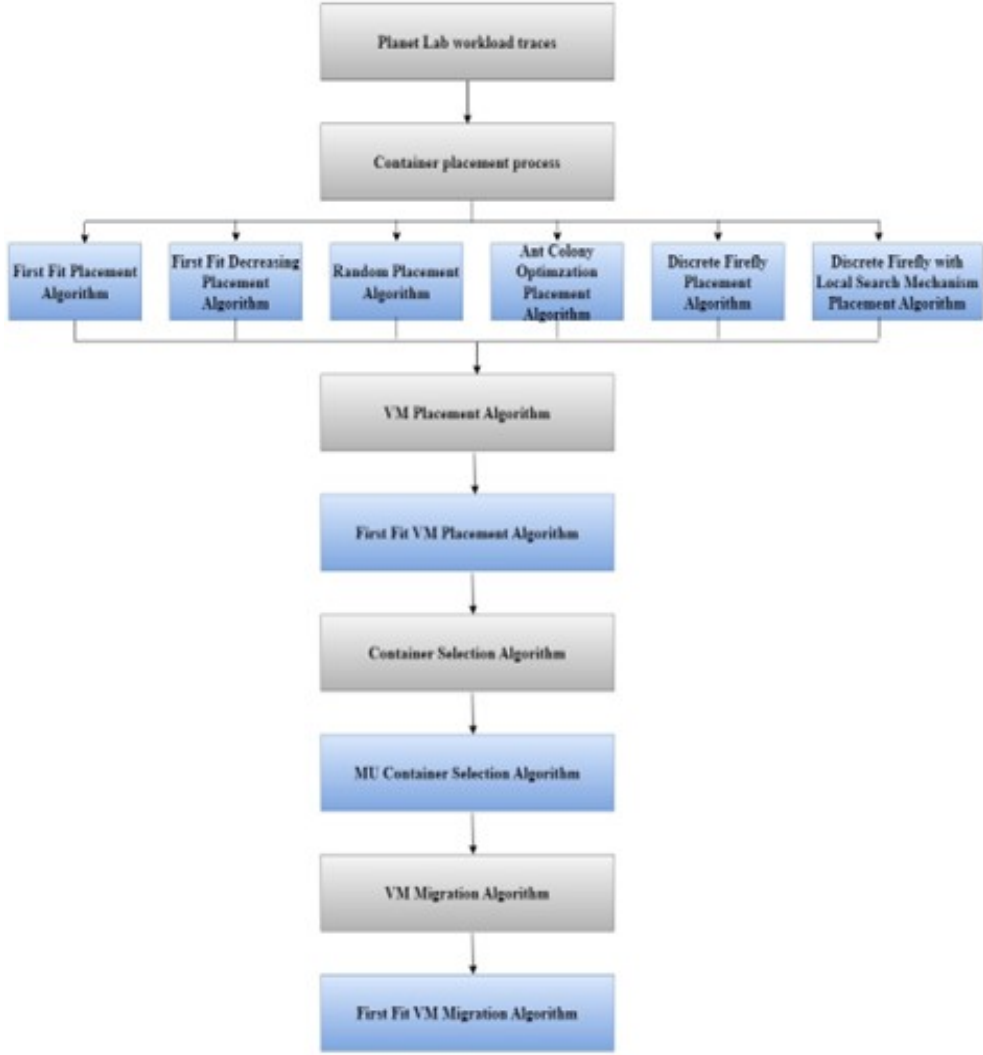 Planet Lab workload traces
Container placement process
First Fit Placement
Algorithm
First Fit Decreasing
Placement
Algorithm
Random Placement
Algorithm
Ant Colony
Optimzation
Placement
Algorithm
Discrete Firefly
Placement
Algorithm
Discrete Firefly with
Local Search Mechanism
Placement Algorithm
VM Placement Algorithm
First Fit VM Placement Algorithm
Container Selection Algorithm
MU Container Selection Algorithm
VM Migration Algorithm
First Fit VM Migration Algorithm